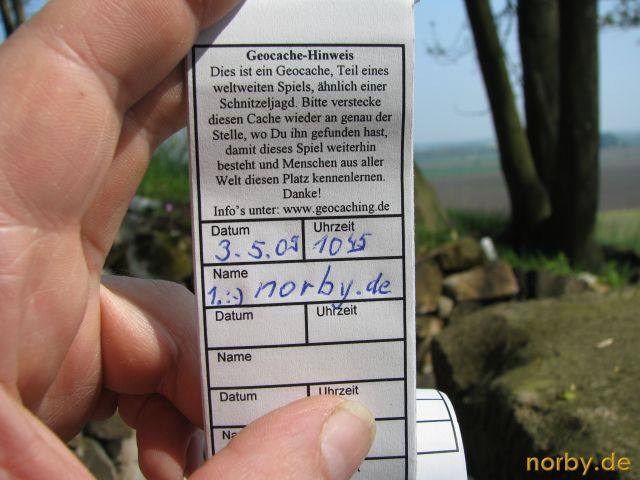 Geocache-Hinweis
Dies ist ein Geocache, Teil eines
weltweiten Spiels, ähnlich einer
Schnitzeljagd. Bitte verstecke
diesen Cache wieder an genau der
Stelle, wo Du ihn gefunden hast,
damit dieses Spiel weiterhin
besteht und Menschen aus aller
Welt diesen Platz kennenlernen.
Danke!
Info's unter: www.geocaching.de
Datum Uhrzeit
3.5.05 1045
Name
1. :-) norby.de
Datum Uhrzeit
Name
Datum Uhrzeit
norby.de